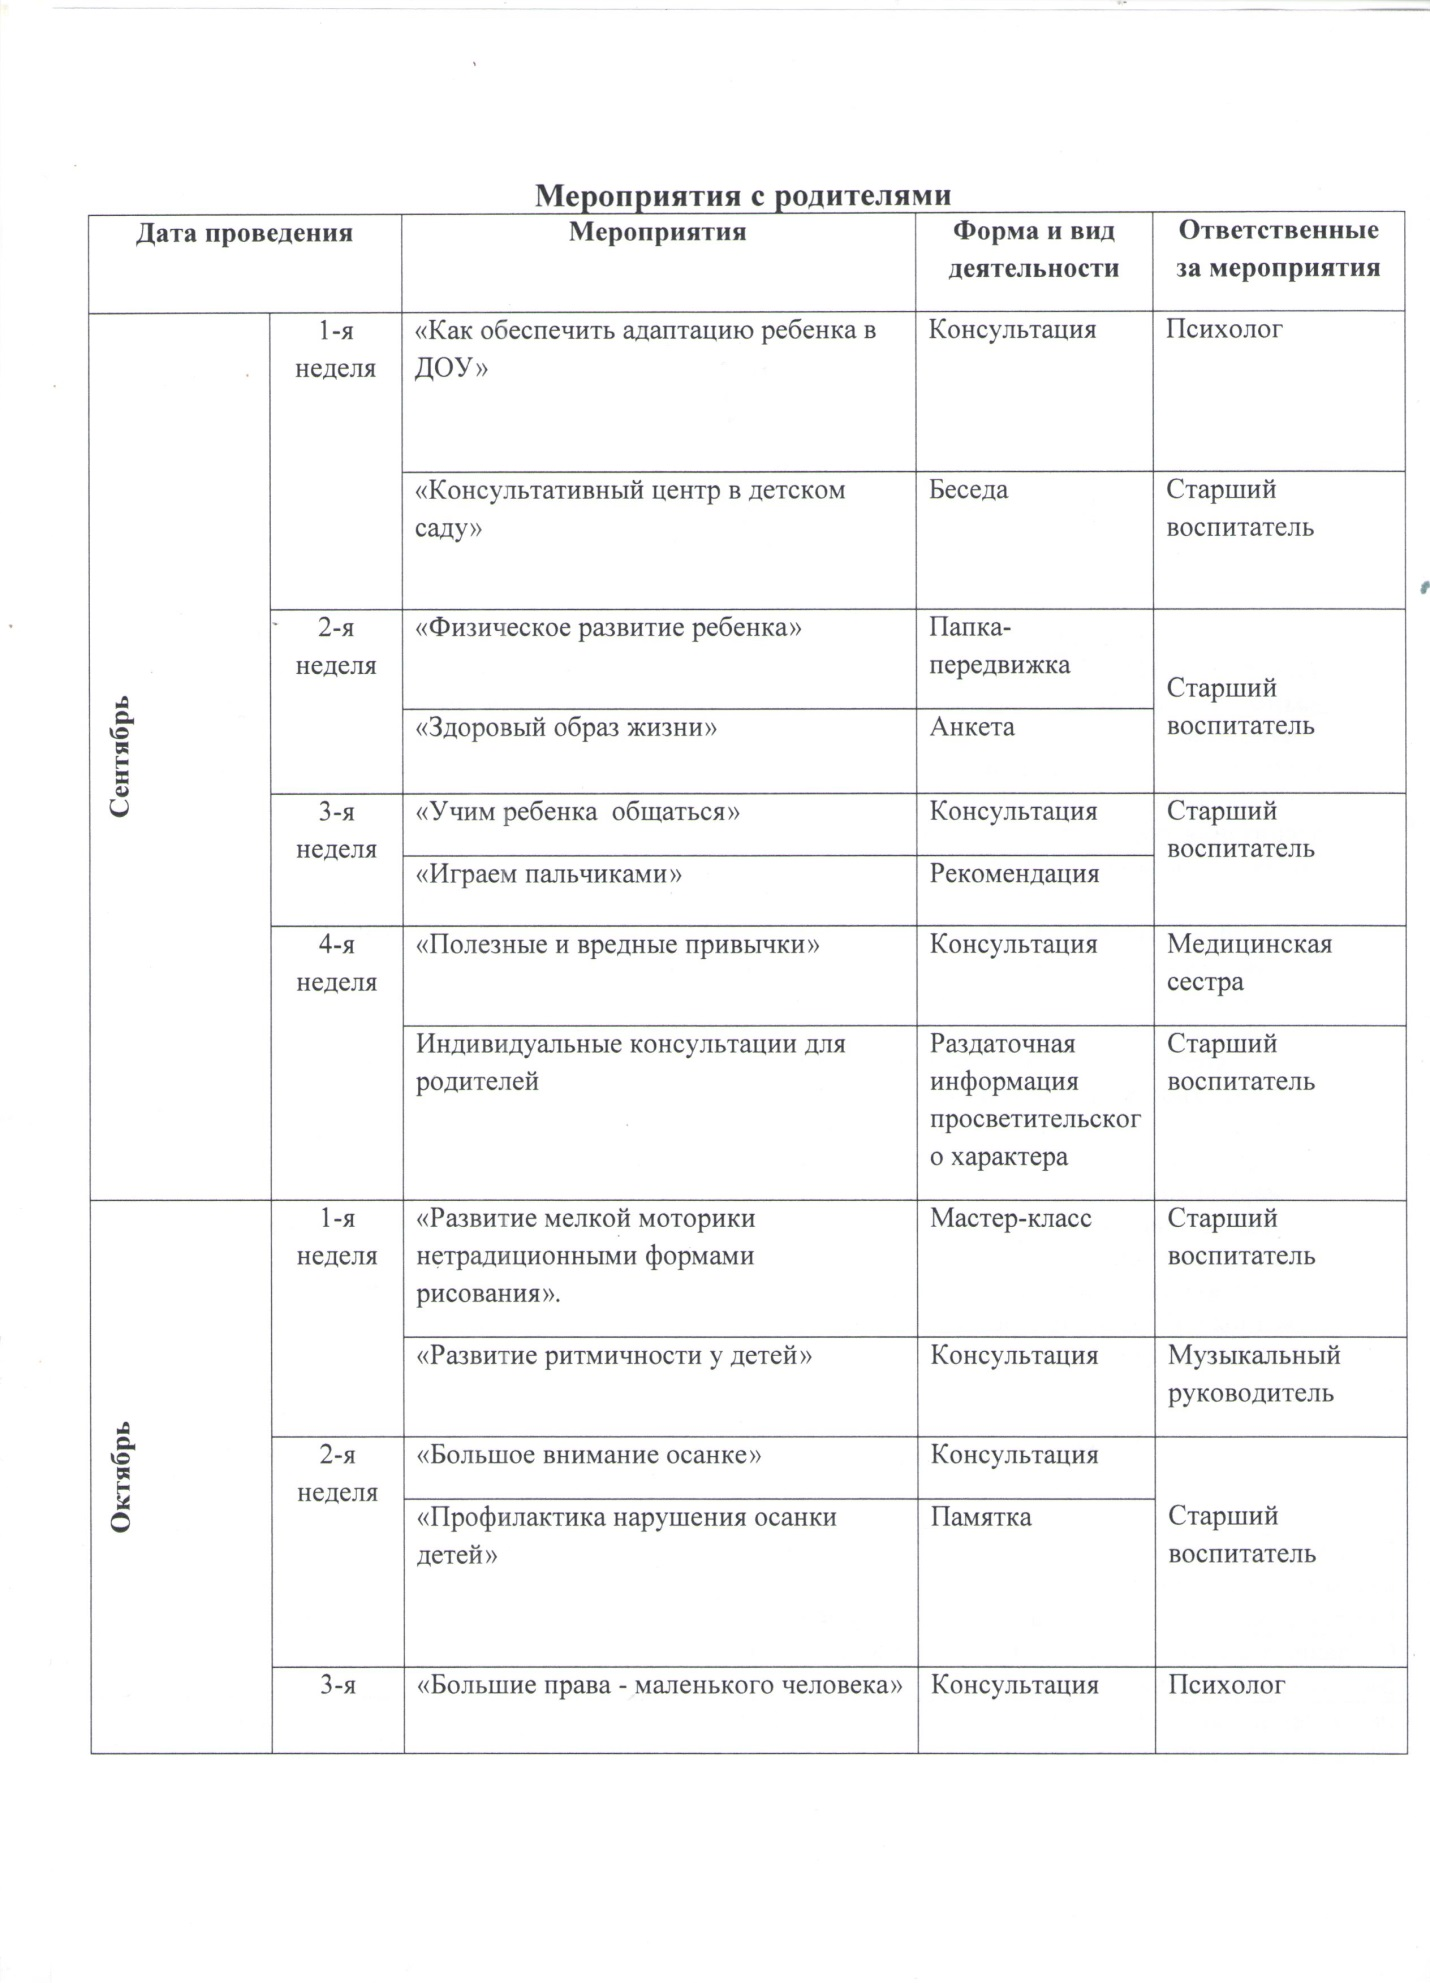 Мероприятия с родителями
Дата проведения
Мероприятия
Форма и вид
деятельности
Ответственные
за мероприятия
Сентябрь
1-я
неделя
«Как обеспечить адаптацию ребенка в
ДОУ»
Консультация
Психолог
«Консультативный центр в детском
саду»
Беседа
Старший
воспитатель
2-я
неделя
«Физическое развитие ребенка»
Папка-
передвижка
Старший
воспитатель
«Здоровый образ жизни»
Анкета
3-я
неделя
«Учим ребенка  общаться»
Консультация
Старший
воспитатель
«Играем пальчиками»
Рекомендация
4-я
неделя
«Полезные и вредные привычки»
Консультация
Медицинская
сестра
Индивидуальные консультации для
родителей
Раздаточная
информация
просветительског
о характера
Старший
воспитатель
Октябрь
1-я
неделя
«Развитие мелкой моторики
нетрадиционными формами
рисования».
Мастер-класс
Старший
воспитатель
«Развитие ритмичности у детей»
Консультация
Музыкальный
руководитель
2-я
неделя
«Большое внимание осанке»
Консультация
Старший
воспитатель
«Профилактика нарушения осанки
детей»
Памятка
3-я
«Большие права - маленького человека»
Консультация
Психолог